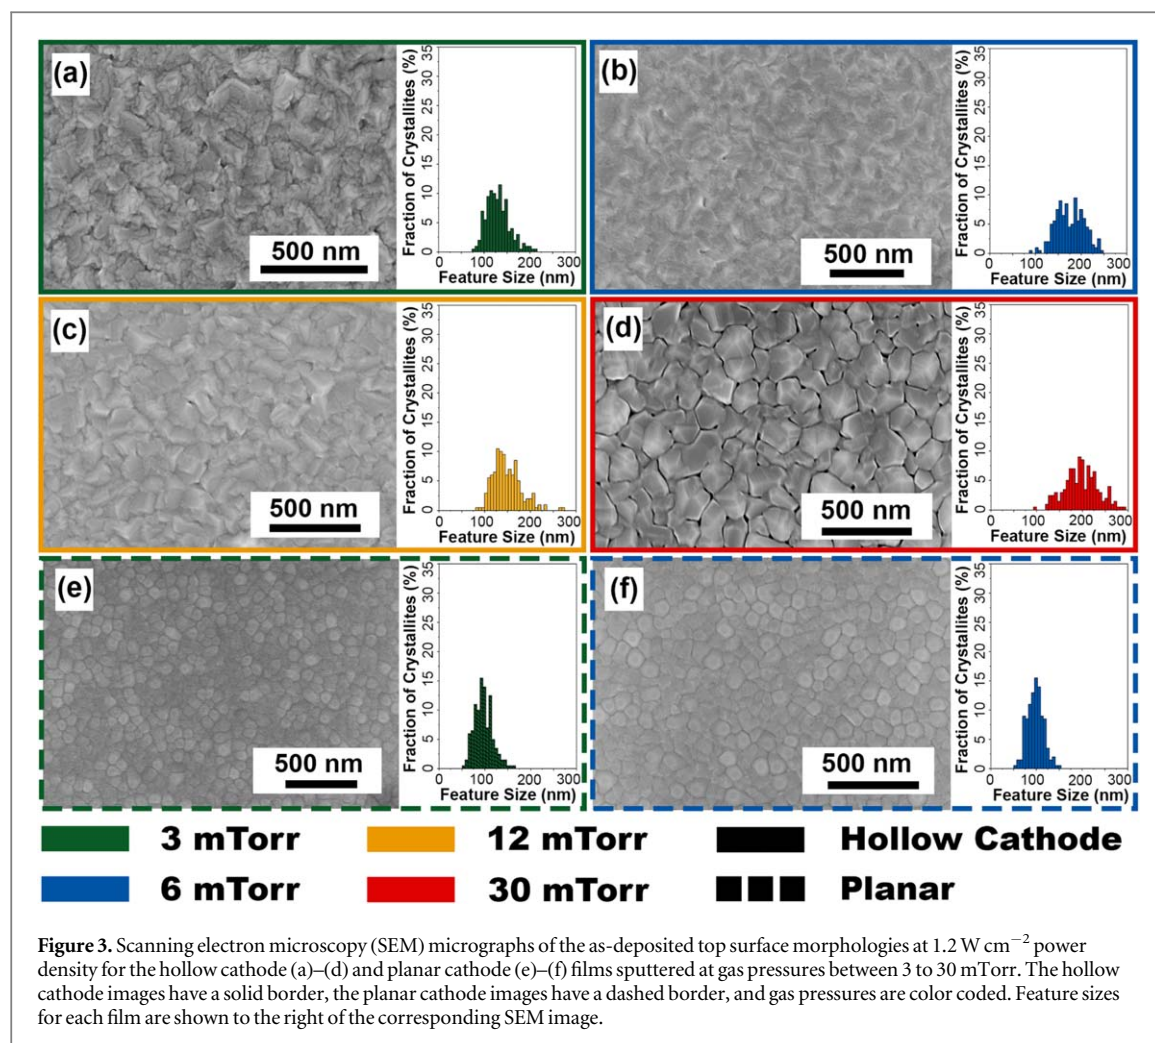 (a)
35
30
25
20
15
10
5
0
Fraction of Crystallites (%)
0 100 200 300
Feature Size (nm)
500 nm
(b)
35
30
25
20
15
10
5
0
Fraction of Crystallites (%)
0 100 200 300
Feature Size (nm)
500 nm
(c)
35
30
25
20
15
10
5
0
Fraction of Crystallites (%)
0 100 200 300
Feature Size (nm)
500 nm
(d)
35
30
25
20
15
10
5
0
Fraction of Crystallites (%)
0 100 200 300
Feature Size (nm)
500 nm
(e)
35
30
25
20
15
10
5
0
Fraction of Crystallites (%)
0 100 200 300
Feature Size (nm)
500 nm
(f)
35
30
25
20
15
10
5
0
Fraction of Crystallites (%)
0 100 200 300
Feature Size (nm)
500 nm
3 mTorr 12 mTorr Hollow Cathode
6 mTorr 30 mTorr Planar
Figure 3. Scanning electron microscopy (SEM) micrographs of the as-deposited top surface morphologies at 1.2 W cm⁻² power
density for the hollow cathode (a)–(d) and planar cathode (e)–(f) films sputtered at gas pressures between 3 to 30 mTorr. The hollow
cathode images have a solid border, the planar cathode images have a dashed border, and gas pressures are color coded. Feature sizes
for each film are shown to the right of the corresponding SEM image.